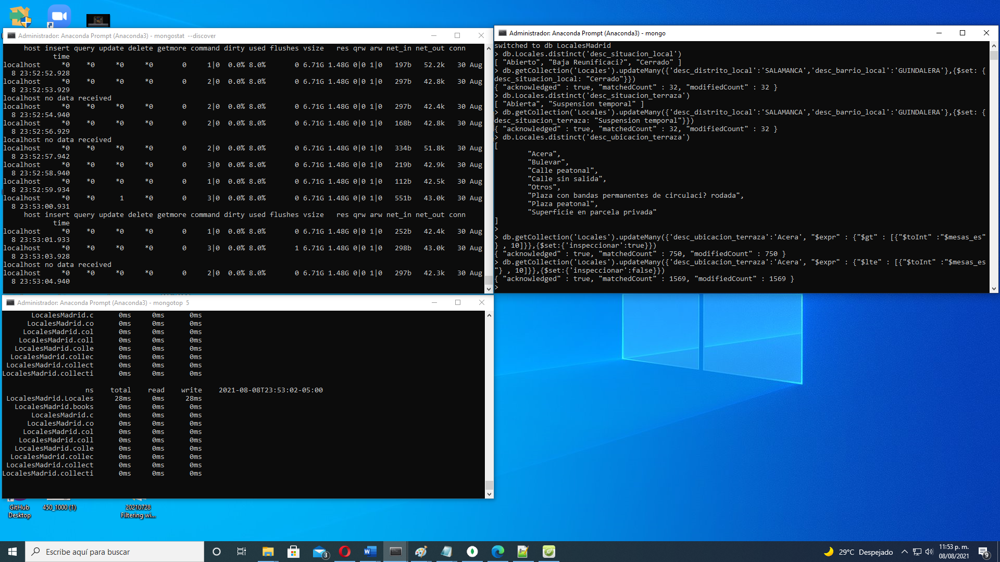 Administrador: Anaconda Prompt (Anaconda3) - mongostat  --discover
host insert query update delete getmore command dirty used flushes vsize   res qrw arw net_in net_out conn
time
localhost     *0    *0     *0     *0       0     1|0  0.0% 8.0%       0 6.71G 1.48G 0|0 1|0   197b   52.2k   30 Aug
8 23:52:52.928
localhost     *0    *0     *0     *0       0     2|0  0.0% 8.0%       0 6.71G 1.48G 0|0 1|0   297b   42.8k   30 Aug
8 23:52:53.929
localhost no data received
localhost     *0    *0     *0     *0       0     2|0  0.0% 8.0%       0 6.71G 1.48G 0|0 1|0   297b   42.4k   30 Aug
8 23:52:54.940
localhost     *0    *0     *0     *0       0     2|0  0.0% 8.0%       0 6.71G 1.48G 0|0 1|0   168b   42.8k   30 Aug
8 23:52:56.929
localhost no data received
localhost     *0    *0     *0     *0       0     2|0  0.0% 8.0%       0 6.71G 1.48G 0|0 1|0   334b   51.8k   30 Aug
8 23:52:57.942
localhost     *0    *0     *0     *0       0     3|0  0.0% 8.0%       0 6.71G 1.48G 0|0 1|0   219b   42.9k   30 Aug
8 23:52:58.940
localhost     *0    *0     *0     *0       0     1|0  0.0% 8.0%       0 6.71G 1.48G 0|0 1|0   112b   42.5k   30 Aug
8 23:52:59.934
localhost     *0    *0      1     *0       0     3|0  0.0% 8.0%       0 6.71G 1.48G 0|0 1|0   551b   43.0k   30 Aug
8 23:53:00.931
host insert query update delete getmore command dirty used flushes vsize   res qrw arw net_in net_out conn
time
localhost     *0    *0     *0     *0       0     1|0  0.0% 8.0%       0 6.71G 1.48G 0|0 1|0   252b   42.4k   30 Aug
8 23:53:01.933
localhost     *0    *0     *0     *0       0     3|0  0.0% 8.0%       1 6.71G 1.48G 0|0 1|0   298b   43.0k   30 Aug
8 23:53:03.928
localhost no data received
localhost     *0    *0     *0     *0       0     2|0  0.0% 8.0%       0 6.71G 1.48G 0|0 1|0   297b   42.3k   30 Aug
8 23:53:04.940
Administrador: Anaconda Prompt (Anaconda3) - mongo
switched to db LocalesMadrid
> db.Locales.distinct('desc_situacion_local')
[ "Abierto", "Baja Reunificaci?", "Cerrado" ]
> db.getCollection('Locales').updateMany({'desc_distrito_local':'SALAMANCA','desc_barrio_local':'GUINDALERA'},{$set: {
desc_situacion_local: "Cerrado"}})
{ "acknowledged" : true, "matchedCount" : 32, "modifiedCount" : 32 }
> db.Locales.distinct('desc_situacion_terraza')
[ "Abierta", "Suspension temporal" ]
> db.getCollection('Locales').updateMany({'desc_distrito_local':'SALAMANCA','desc_barrio_local':'GUINDALERA'},{$set: {
desc_situacion_terraza: "Suspension temporal"}})
{ "acknowledged" : true, "matchedCount" : 32, "modifiedCount" : 32 }
> db.Locales.distinct('desc_ubicacion_terraza')
[
"Acera",
"Bulevar",
"Calle peatonal",
"Calle sin salida",
"Otros",
"Plaza con bandas permanentes de circulaci? rodada",
"Plaza peatonal",
"Superficie en parcela privada"
]
>
> db.getCollection('Locales').updateMany({'desc_ubicacion_terraza':'Acera', "$expr" : {"$gt" : [{"$toInt" :"$mesas_es"
} , 10]}},{$set:{'inspeccionar':true}})
{ "acknowledged" : true, "matchedCount" : 750, "modifiedCount" : 750 }
> db.getCollection('Locales').updateMany({'desc_ubicacion_terraza':'Acera', "$expr" : {"$lte" : [{"$toInt" :"$mesas_es
"} , 10]}},{$set:{'inspeccionar':false}})
{ "acknowledged" : true, "matchedCount" : 1569, "modifiedCount" : 1569 }
>
Administrador: Anaconda Prompt (Anaconda3) - mongotop  5
LocalesMadrid.c      0ms     0ms      0ms
LocalesMadrid.co      0ms     0ms      0ms
LocalesMadrid.col      0ms     0ms      0ms
LocalesMadrid.coll      0ms     0ms      0ms
LocalesMadrid.colle      0ms     0ms      0ms
LocalesMadrid.collec      0ms     0ms      0ms
LocalesMadrid.collect      0ms     0ms      0ms
LocalesMadrid.collecti      0ms     0ms      0ms
ns    total    read    write    2021-08-08T23:53:02-05:00
LocalesMadrid.Locales     28ms     0ms     28ms
LocalesMadrid.books      0ms     0ms      0ms
LocalesMadrid.c      0ms     0ms      0ms
LocalesMadrid.co      0ms     0ms      0ms
LocalesMadrid.col      0ms     0ms      0ms
LocalesMadrid.coll      0ms     0ms      0ms
LocalesMadrid.colle      0ms     0ms      0ms
LocalesMadrid.collec      0ms     0ms      0ms
LocalesMadrid.collect      0ms     0ms      0ms
LocalesMadrid.collecti      0ms     0ms      0ms
GitHub
Desktop
450_1000 (1)
20210728
Filtering wi...
Escribe aquí para buscar
3
29°C  Despejado
11:53 p. m.
08/08/2021
9